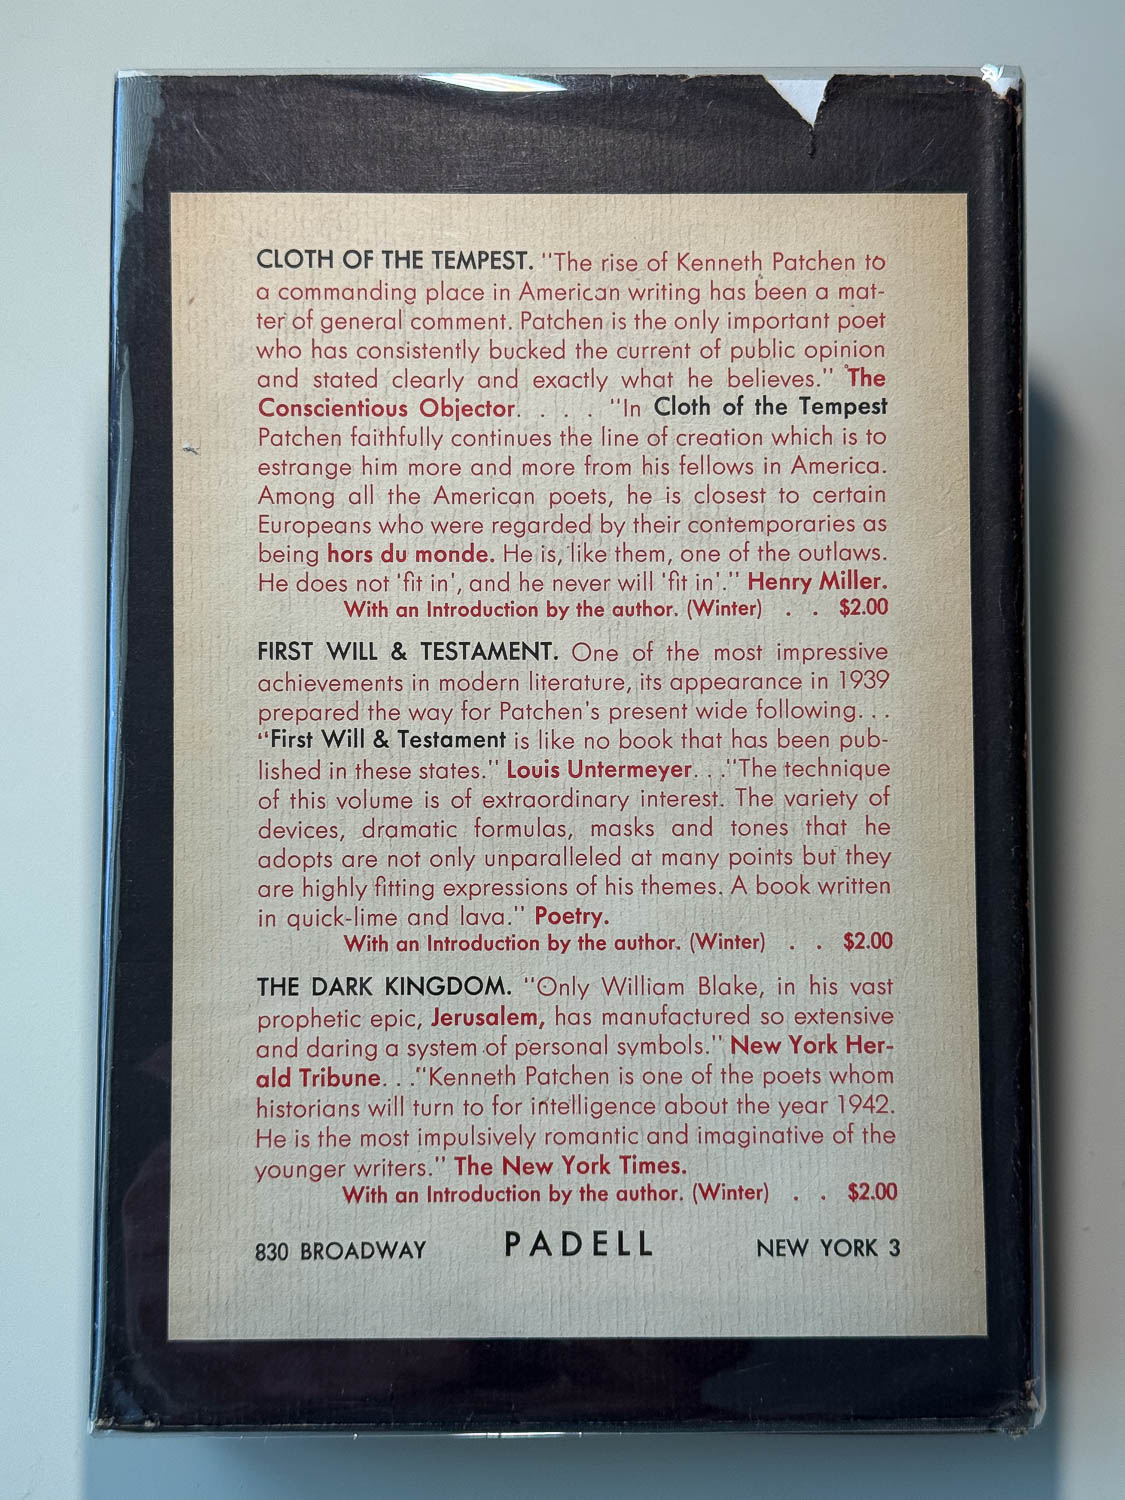 CLOTH OF THE TEMPEST. "The rise of Kenneth Patchen to
a commanding place in American writing has been a mat-
ter of general comment. Patchen is the only important poet
who has consistently bucked the current of public opinion
and stated clearly and exactly what he believes." The
Conscientious Objector. . . . "In Cloth of the Tempest
Patchen faithfully continues the line of creation which is to
estrange him more and more from his fellows in America.
Among all the American poets, he is closest to certain
Europeans who were regarded by their contemporaries as
being hors du monde. He is, like them, one of the outlaws.
He does not 'fit in', and he never will 'fit in'." Henry Miller.
With an Introduction by the author. (Winter) . . $2.00
FIRST WILL & TESTAMENT. One of the most impressive
achievements in modern literature, its appearance in 1939
prepared the way for Patchen's present wide following. . .
"First Will & Testament is like no book that has been pub-
lished in these states." Louis Untermeyer. . ."The technique
of this volume is of extraordinary interest. The variety of
devices, dramatic formulas, masks and tones that he
adopts are not only unparalleled at many points but they
are highly fitting expressions of his themes. A book written
in quick-lime and lava." Poetry.
With an Introduction by the author. (Winter) . . $2.00
THE DARK KINGDOM. "Only William Blake, in his vast
prophetic epic, Jerusalem, has manufactured so extensive
and daring a system of personal symbols." New York Her-
ald Tribune. . ."Kenneth Patchen is one of the poets whom
historians will turn to for intelligence about the year 1942.
He is the most impulsively romantic and imaginative of the
younger writers." The New York Times.
With an Introduction by the author. (Winter) . . $2.00
830 BROADWAY PADELL NEW YORK 3